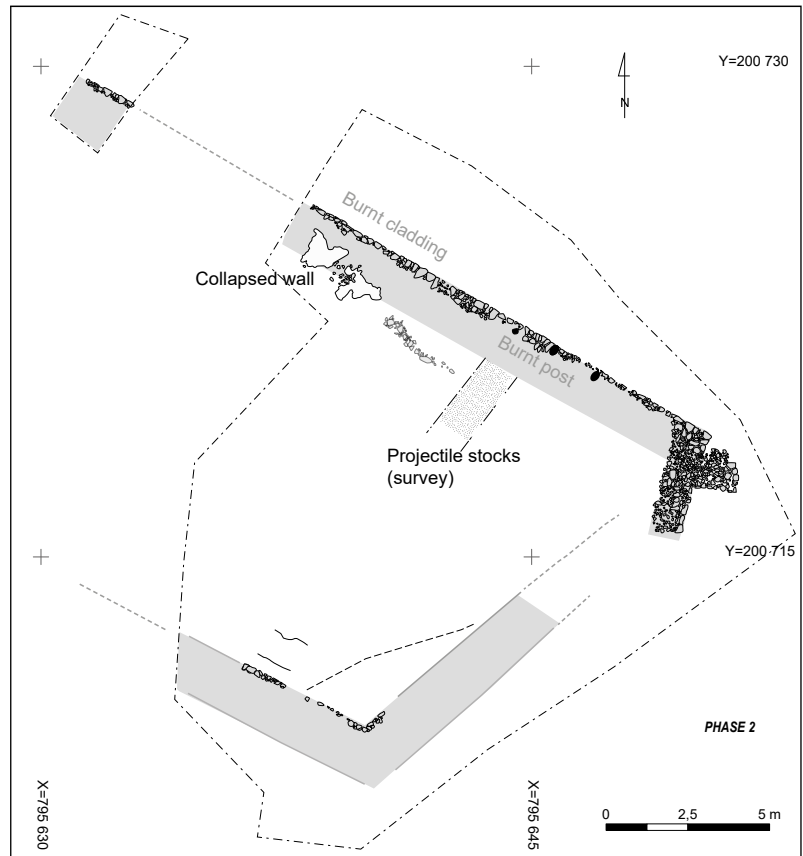 Y=200 730
N
Burnt cladding
Collapsed wall
Burnt post
Projectile stocks
(survey)
Y=200 715
PHASE 2
X=795 630
X=795 645
0 2,5 5 m